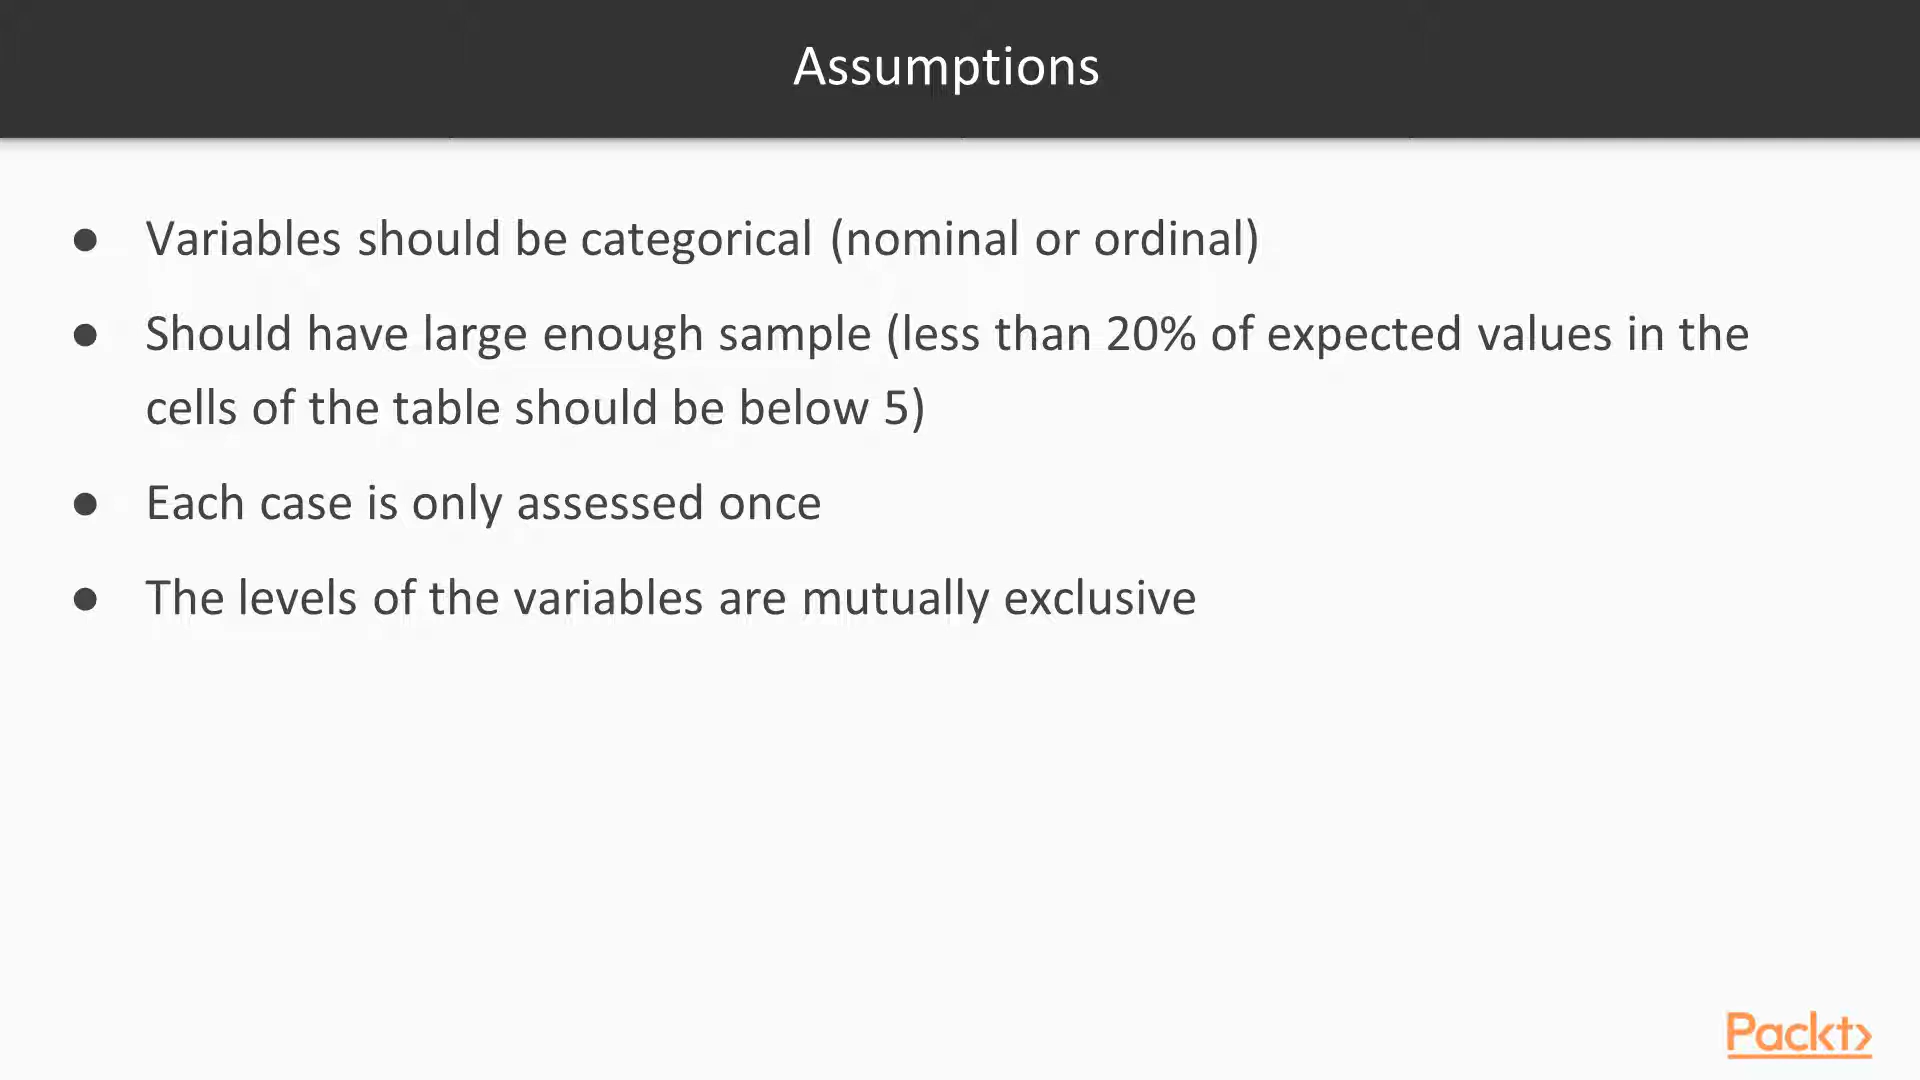 Assumptions
● Variables should be categorical (nominal or ordinal)
● Should have large enough sample (less than 20% of expected values in the
cells of the table should be below 5)
● Each case is only assessed once
● The levels of the variables are mutually exclusive
Packt>